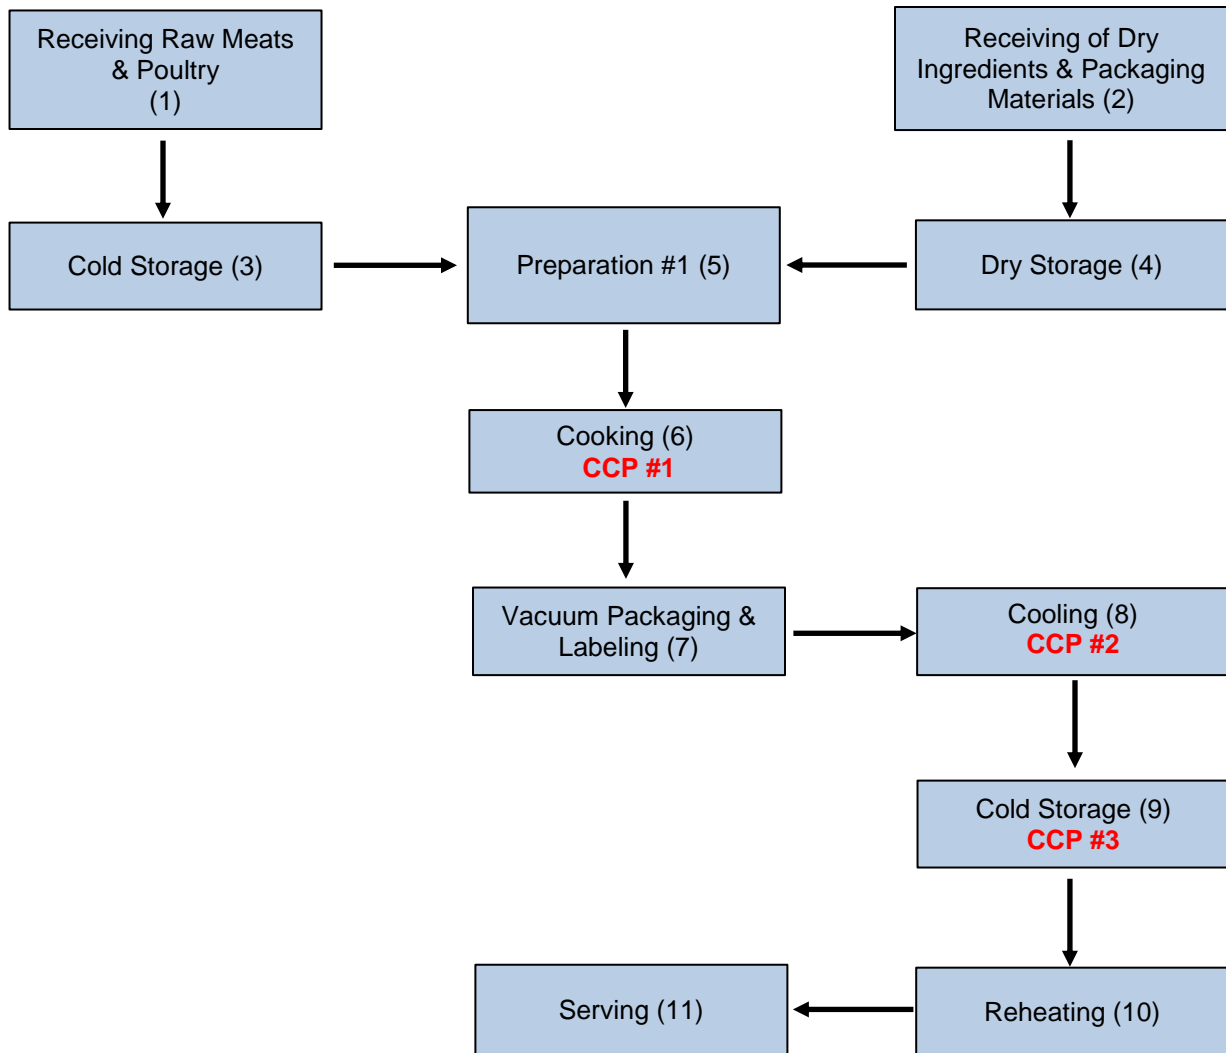 Receiving Raw Meats
& Poultry
(1)
Receiving of Dry
Ingredients & Packaging
Materials (2)
Cold Storage (3)
Preparation #1 (5)
Dry Storage (4)
Cooking (6)
CCP #1
Vacuum Packaging &
Labeling (7)
Cooling (8)
CCP #2
Cold Storage (9)
CCP #3
Serving (11)
Reheating (10)